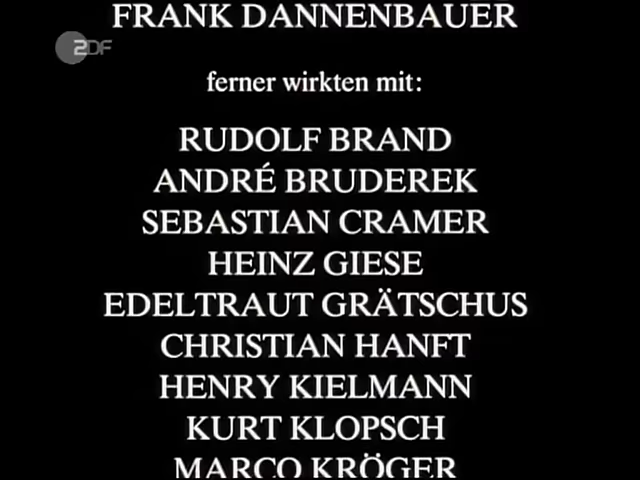 FRANK DANNENBAUER
ZDF
ferner wirkten mit:
RUDOLF BRAND
ANDRÉ BRUDEREK
SEBASTIAN CRAMER
HEINZ GIESE
EDELTRAUT GRÄTSCHUS
CHRISTIAN HANFT
HENRY KIELMANN
KURT KLOPSCH
MARCO KRÖGER